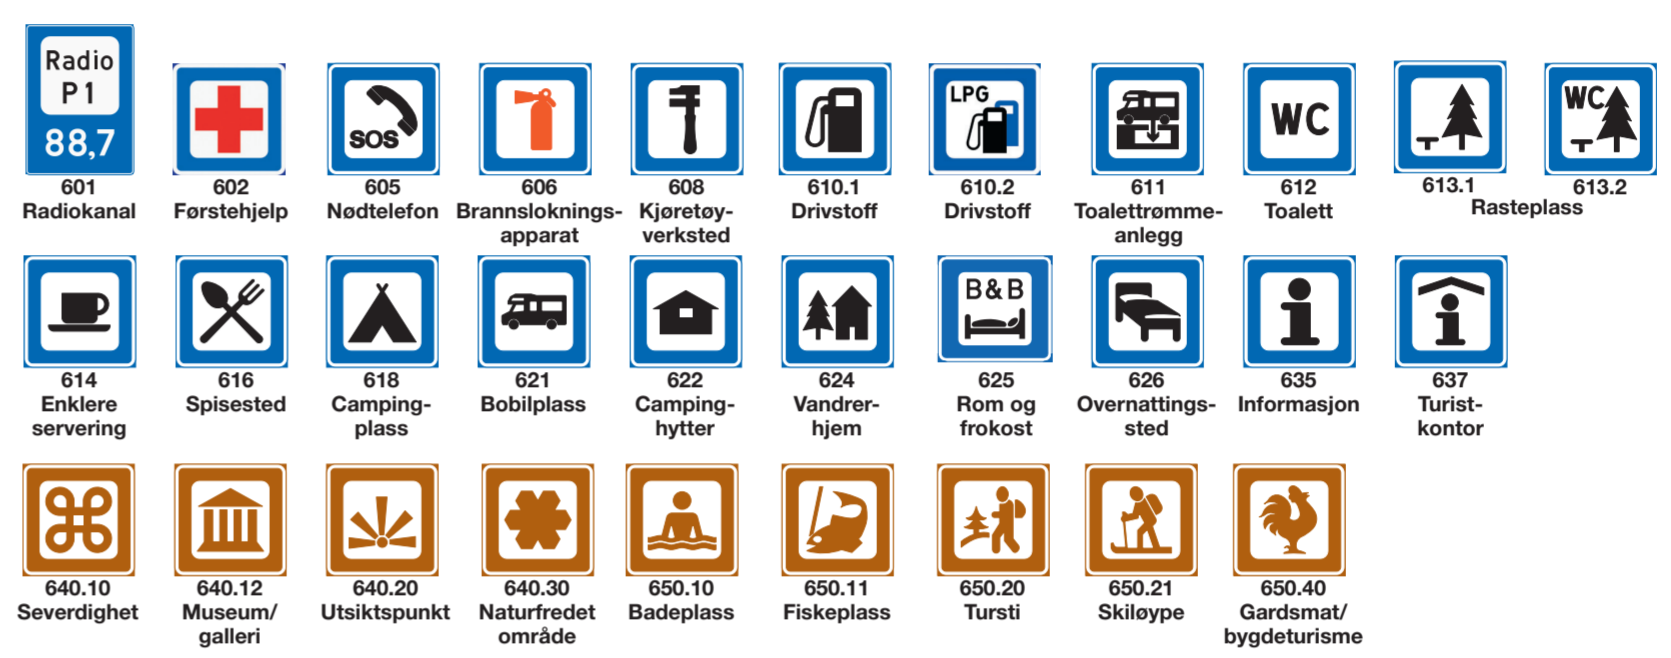 Radio
P1
88,7
SOS
LPG
WC
WC
601
Radiokanal
602
Førstehjelp
605
Nødtelefon
606
Brannsloknings-
apparat
608
Kjøretøy-
verksted
610.1
Drivstoff
610.2
Drivstoff
611
Toalettrømme-
anlegg
612
Toalett
613.1
613.2
Rasteplass
B&B
614
Enklere
servering
616
Spisested
618
Camping-
plass
621
Bobilplass
622
Camping-
hytter
624
Vandrer-
hjem
625
Rom og
frokost
626
Overnattings-
sted
635
Informasjon
637
Turist-
kontor
640.10
Severdighet
640.12
Museum/
galleri
640.20
Utsiktspunkt
640.30
Naturfredet
område
650.10
Badeplass
650.11
Fiskeplass
650.20
Tursti
650.21
Skiløype
650.40
Gardsmat/
bygdeturisme